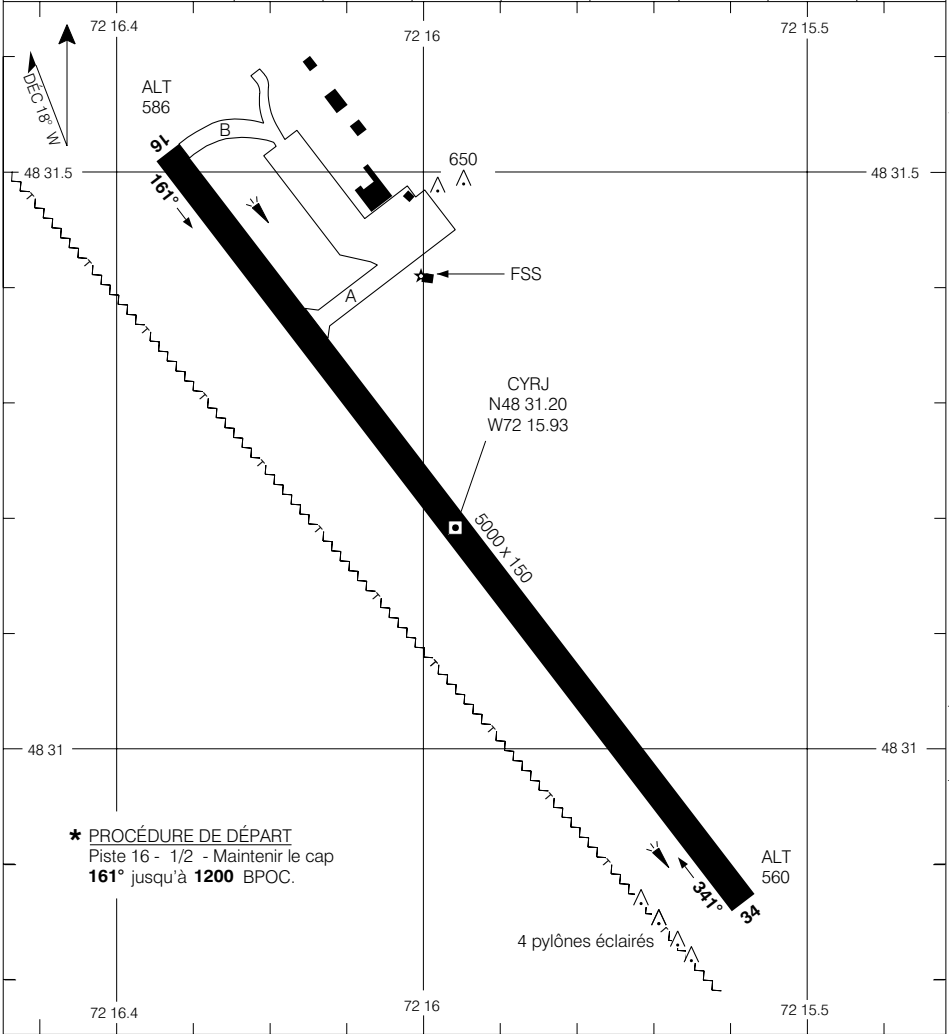 72 16.4
72 16
72 15.5
DÉC 18° W
ALT
586
B
16
161°
650
48 31.5
48 31.5
FSS
A
CYRJ
N48 31.20
W72 15.93
5000 x 150
48 31
48 31
* PROCÉDURE DE DÉPART
Piste 16 - 1/2 - Maintenir le cap
161° jusqu'à 1200 BPOC.
ALT
560
341°
34
4 pylônes éclairés
72 16.4
72 16
72 15.5